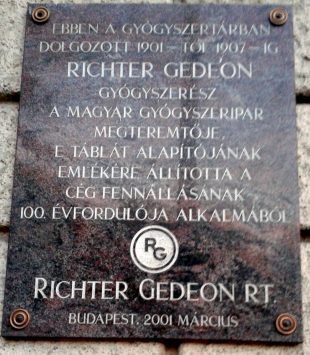 EBBEN A GYÓGYSZERTÁRBAN
DOLGOZOTT 1901-TŐL 1907-IG
RICHTER GEDEON
GYÓGYSZERÉSZ
A MAGYAR GYÓGYSZERIPAR
MEGTEREMTŐJE,
E TÁBLÁT ALAPÍTÓJÁNAK
EMLÉKÉRE ÁLLÍTOTTA A
CÉG FENNÁLLÁSÁNAK
100. ÉVFORDULÓJA ALKALMÁBÓL
RG
RICHTER GEDEON RT.
BUDAPEST, 2001 MÁRCIUS